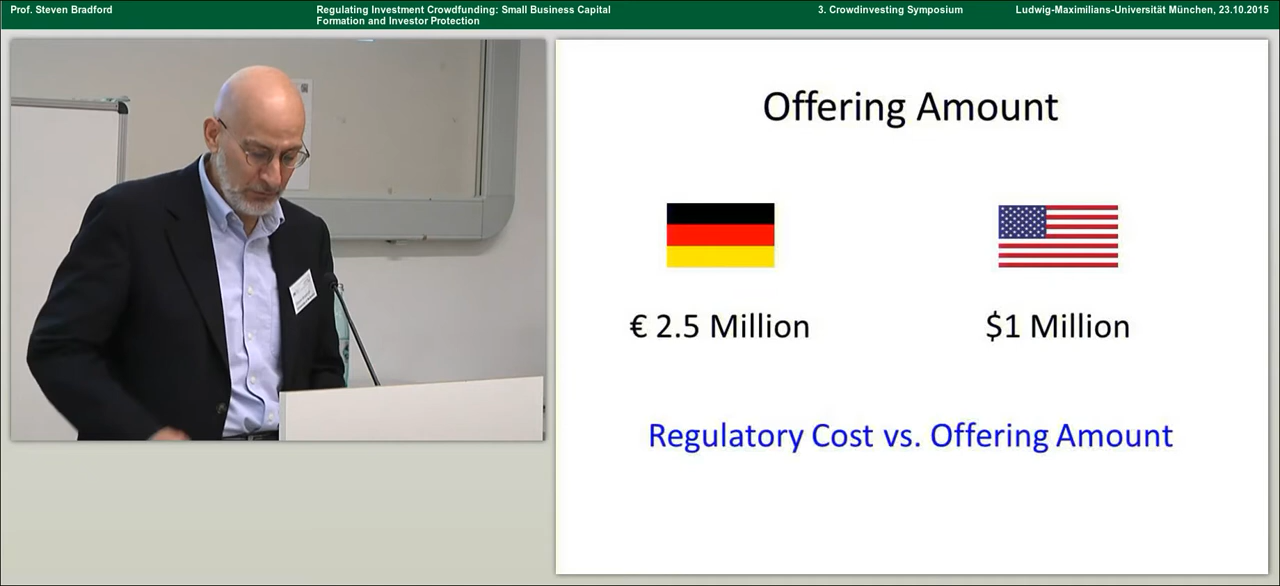 Prof. Steven Bradford
Regulating Investment Crowdfunding: Small Business Capital
Formation and Investor Protection
3. Crowdinvesting Symposium
Ludwig-Maximilians-Universität München, 23.10.2015
Offering Amount
€ 2.5 Million
$1 Million
Regulatory Cost vs. Offering Amount